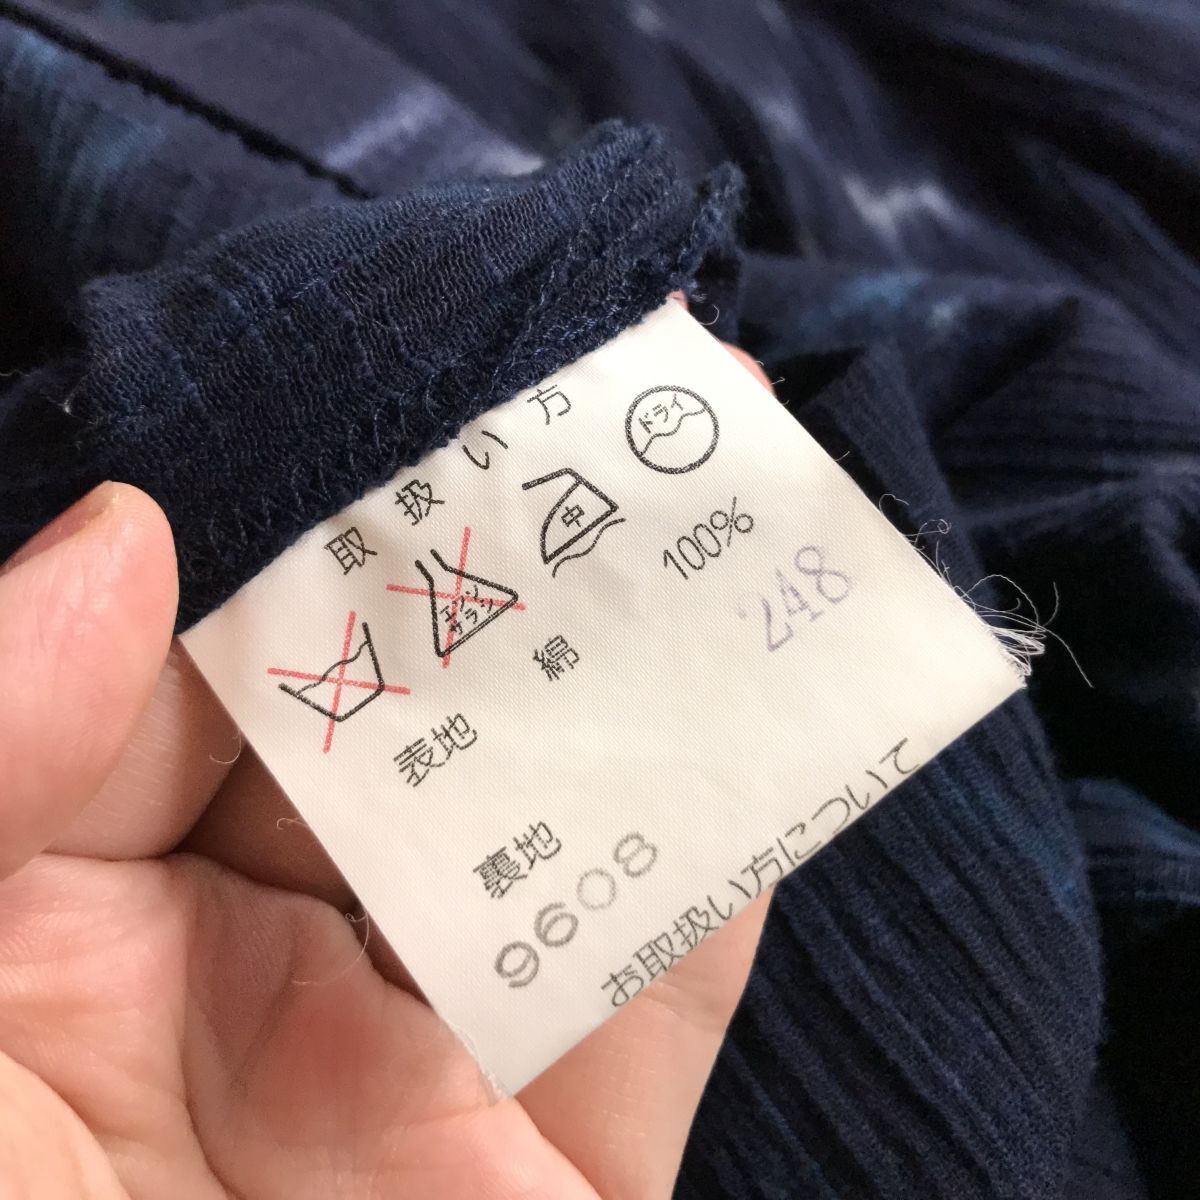 取扱い方
エンソサラシ
中
ドライ
表地 綿 100%
248
裏地
9608
お取扱い方について